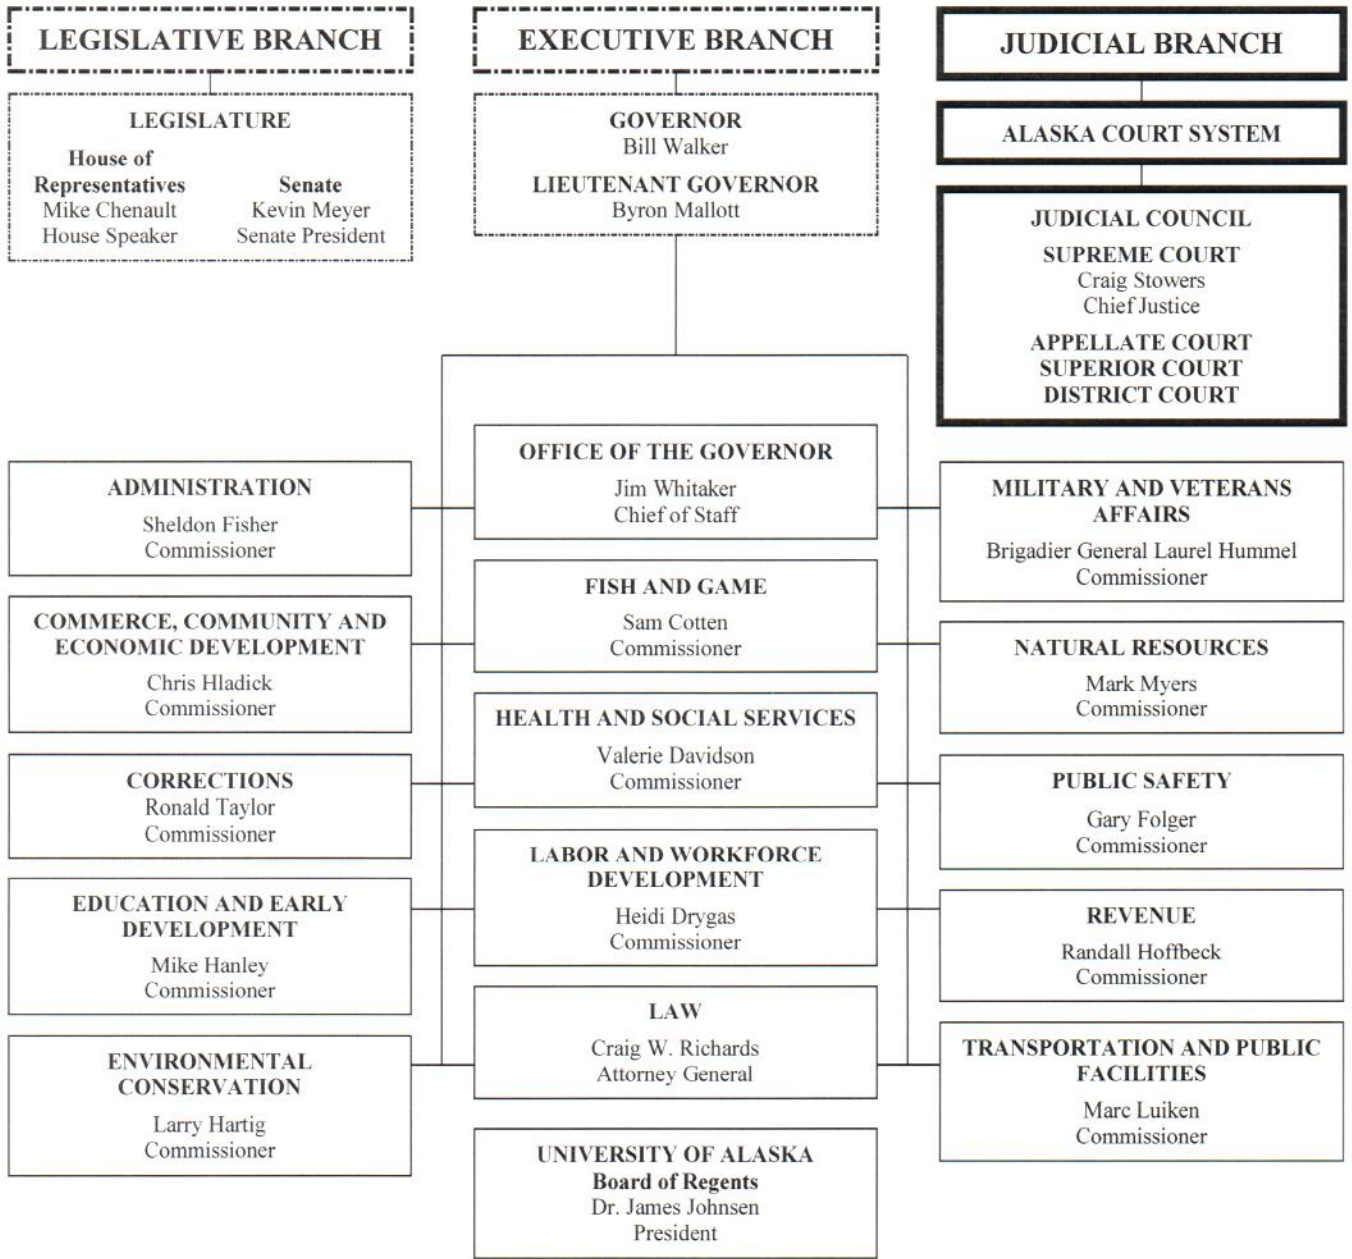 LEGISLATIVE BRANCH
LEGISLATURE
House of
Representatives
Mike Chenault
House Speaker
Senate
Kevin Meyer
Senate President
EXECUTIVE BRANCH
GOVERNOR
Bill Walker
LIEUTENANT GOVERNOR
Byron Mallott
JUDICIAL BRANCH
ALASKA COURT SYSTEM
JUDICIAL COUNCIL
SUPREME COURT
Craig Stowers
Chief Justice
APPELLATE COURT
SUPERIOR COURT
DISTRICT COURT
ADMINISTRATION
Sheldon Fisher
Commissioner
COMMERCE, COMMUNITY AND
ECONOMIC DEVELOPMENT
Chris Hladick
Commissioner
CORRECTIONS
Ronald Taylor
Commissioner
EDUCATION AND EARLY
DEVELOPMENT
Mike Hanley
Commissioner
ENVIRONMENTAL
CONSERVATION
Larry Hartig
Commissioner
OFFICE OF THE GOVERNOR
Jim Whitaker
Chief of Staff
FISH AND GAME
Sam Cotten
Commissioner
HEALTH AND SOCIAL SERVICES
Valerie Davidson
Commissioner
LABOR AND WORKFORCE
DEVELOPMENT
Heidi Drygas
Commissioner
LAW
Craig W. Richards
Attorney General
UNIVERSITY OF ALASKA
Board of Regents
Dr. James Johnsen
President
MILITARY AND VETERANS
AFFAIRS
Brigadier General Laurel Hummel
Commissioner
NATURAL RESOURCES
Mark Myers
Commissioner
PUBLIC SAFETY
Gary Folger
Commissioner
REVENUE
Randall Hoffbeck
Commissioner
TRANSPORTATION AND PUBLIC
FACILITIES
Marc Luiken
Commissioner